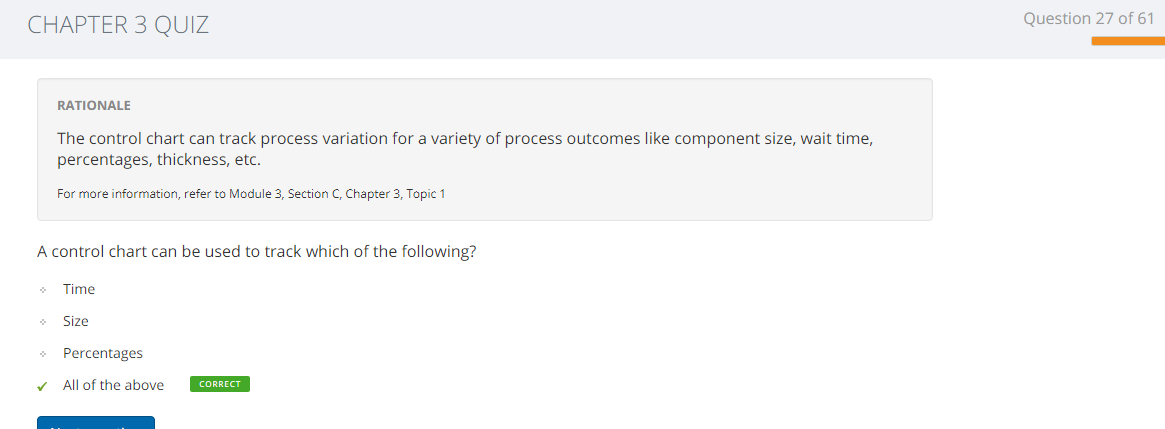 CHAPTER 3 QUIZ
Question 27 of 61
RATIONALE
The control chart can track process variation for a variety of process outcomes like component size, wait time,
percentages, thickness, etc.
For more information, refer to Module 3, Section C, Chapter 3, Topic 1
A control chart can be used to track which of the following?
Time
Size
Percentages
All of the above CORRECT